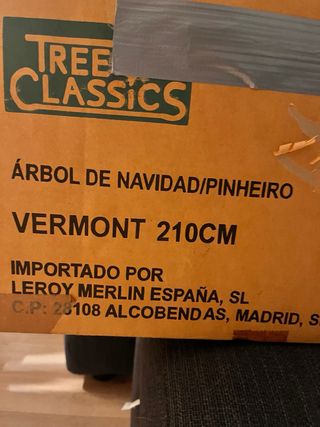 TREE
CLASSICS
ÁRBOL DE NAVIDAD/PINHEIRO
VERMONT 210CM
IMPORTADO POR
LEROY MERLIN ESPAÑA, SL
C.P: 28108 ALCOBENDAS, MADRID, S